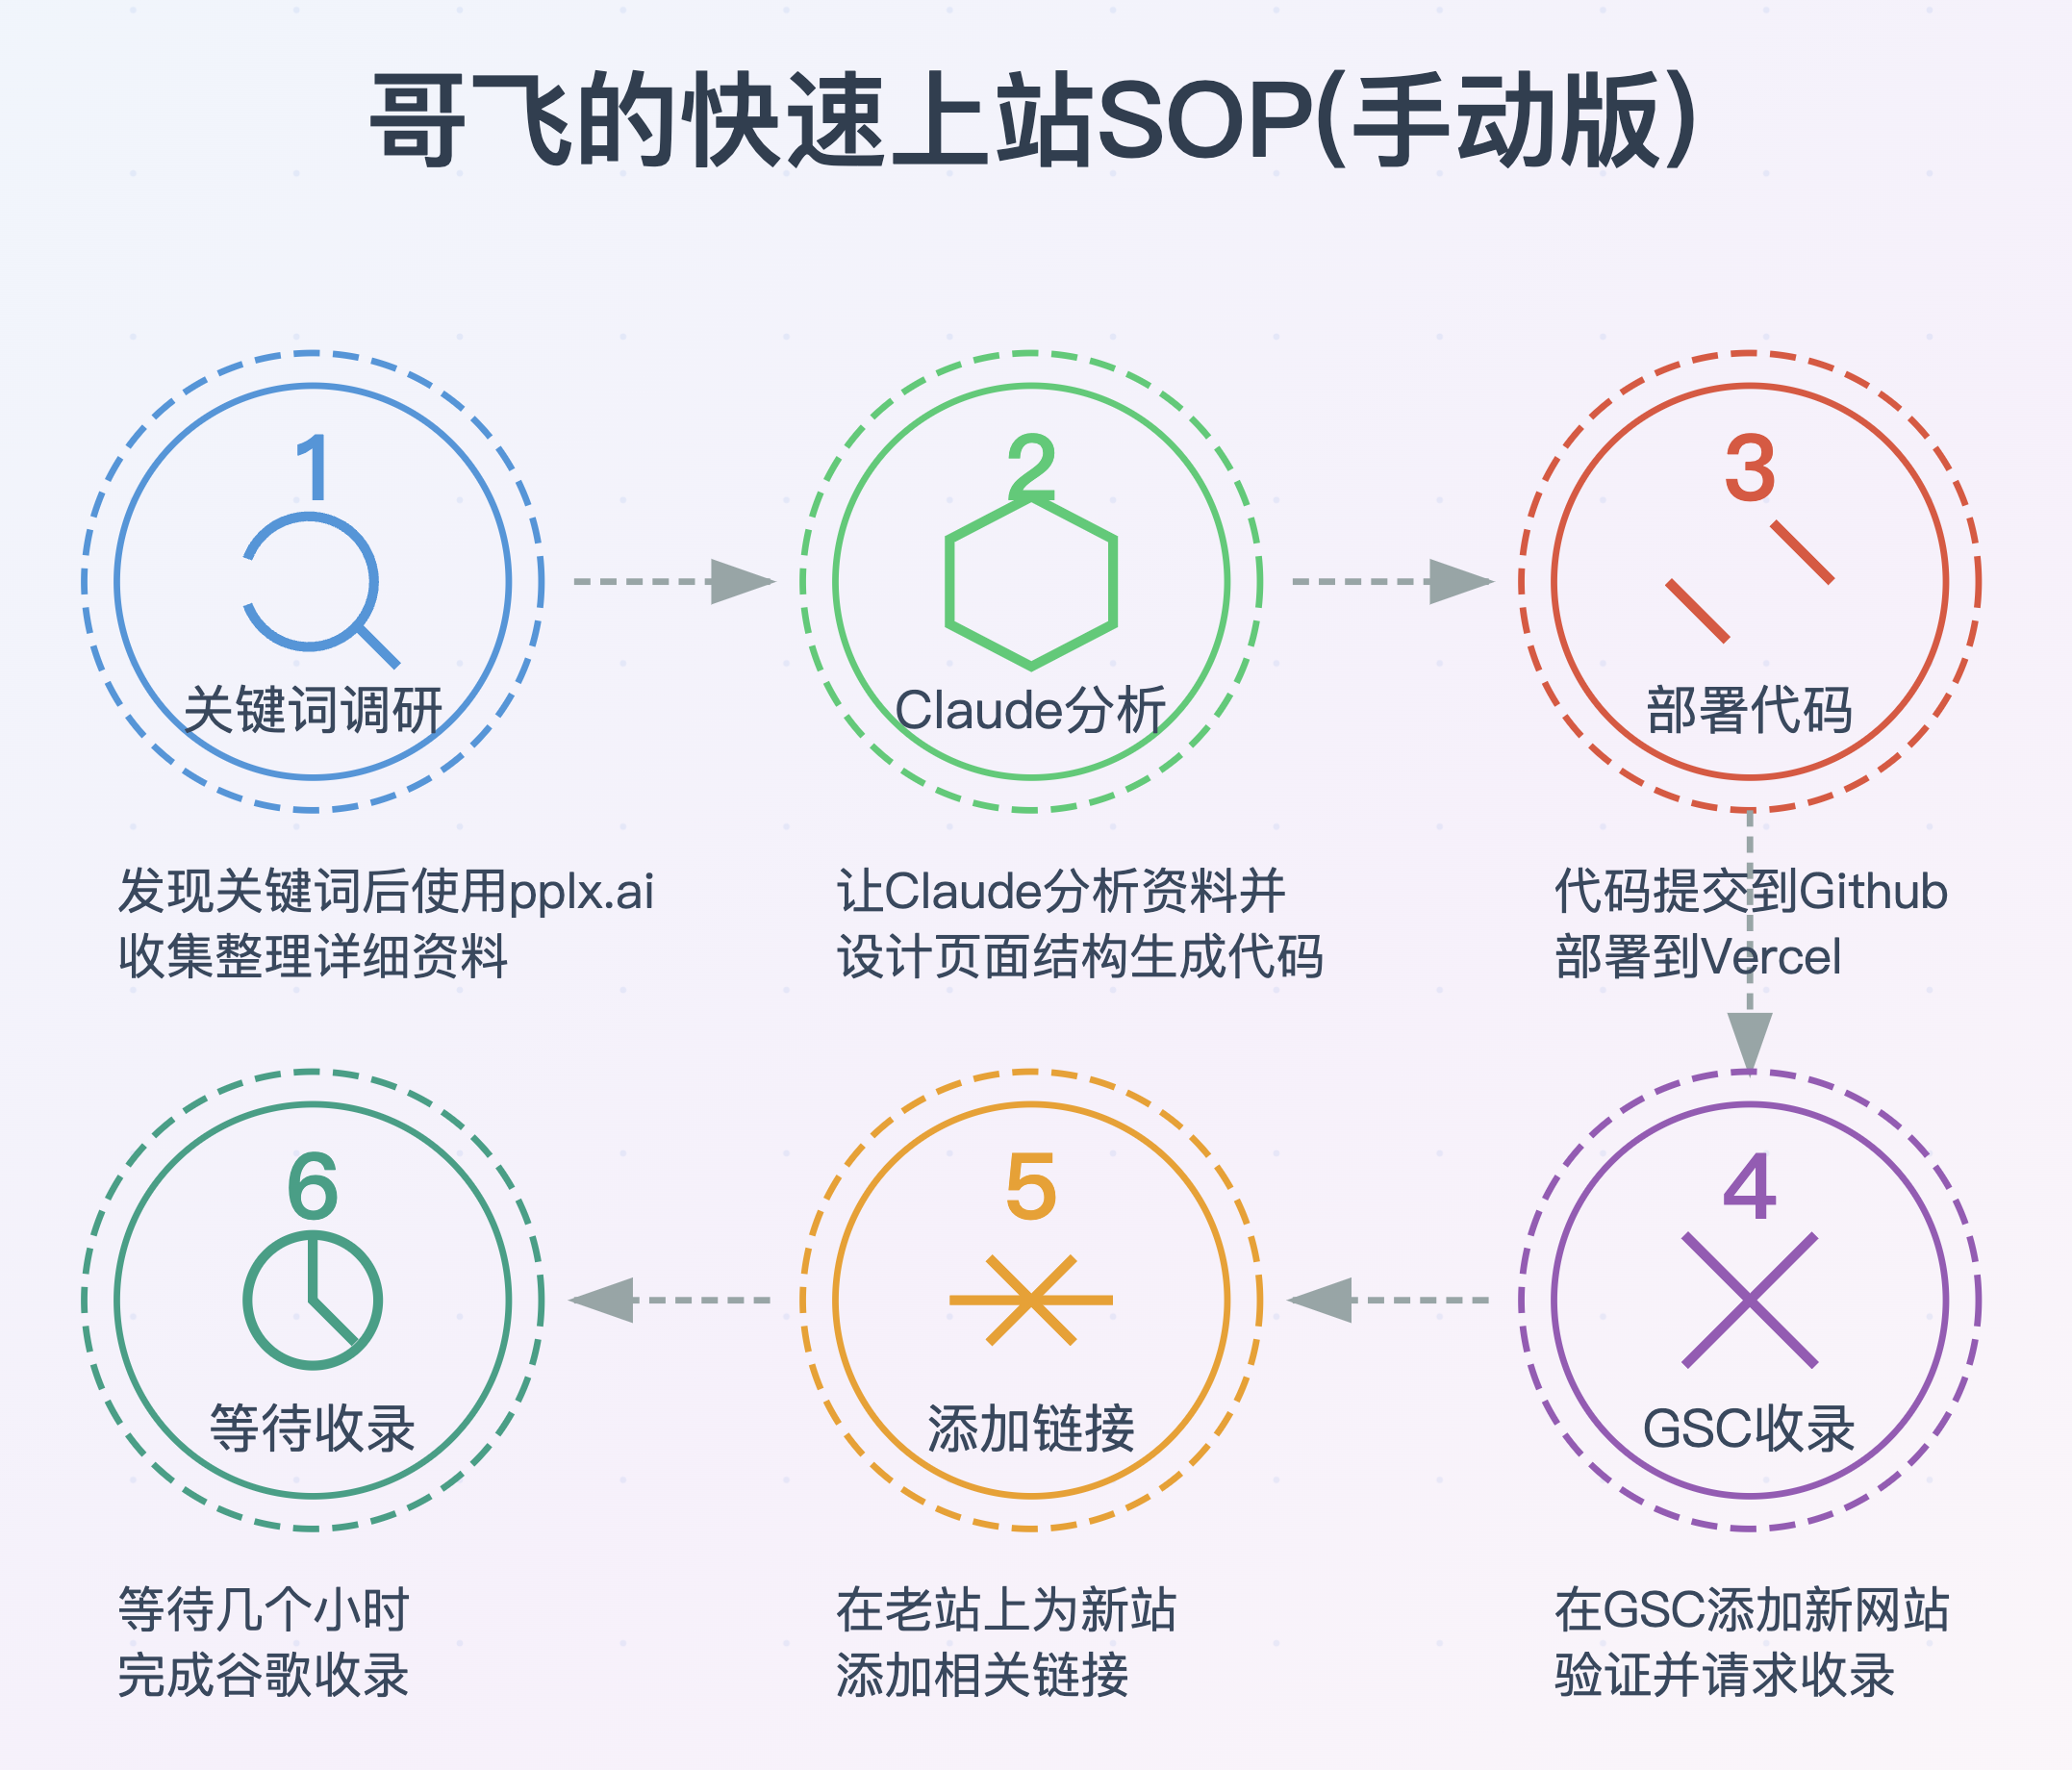 哥飞的快速上站SOP(手动版)
1
关键词调研
发现关键词后使用pplx.ai
收集整理详细资料
2
Claude分析
让Claude分析资料并
设计页面结构生成代码
3
部署代码
代码提交到Github
部署到Vercel
4
GSC收录
在GSC添加新网站
验证并请求收录
5
添加链接
在老站上为新站
添加相关链接
6
等待收录
等待几个小时
完成谷歌收录